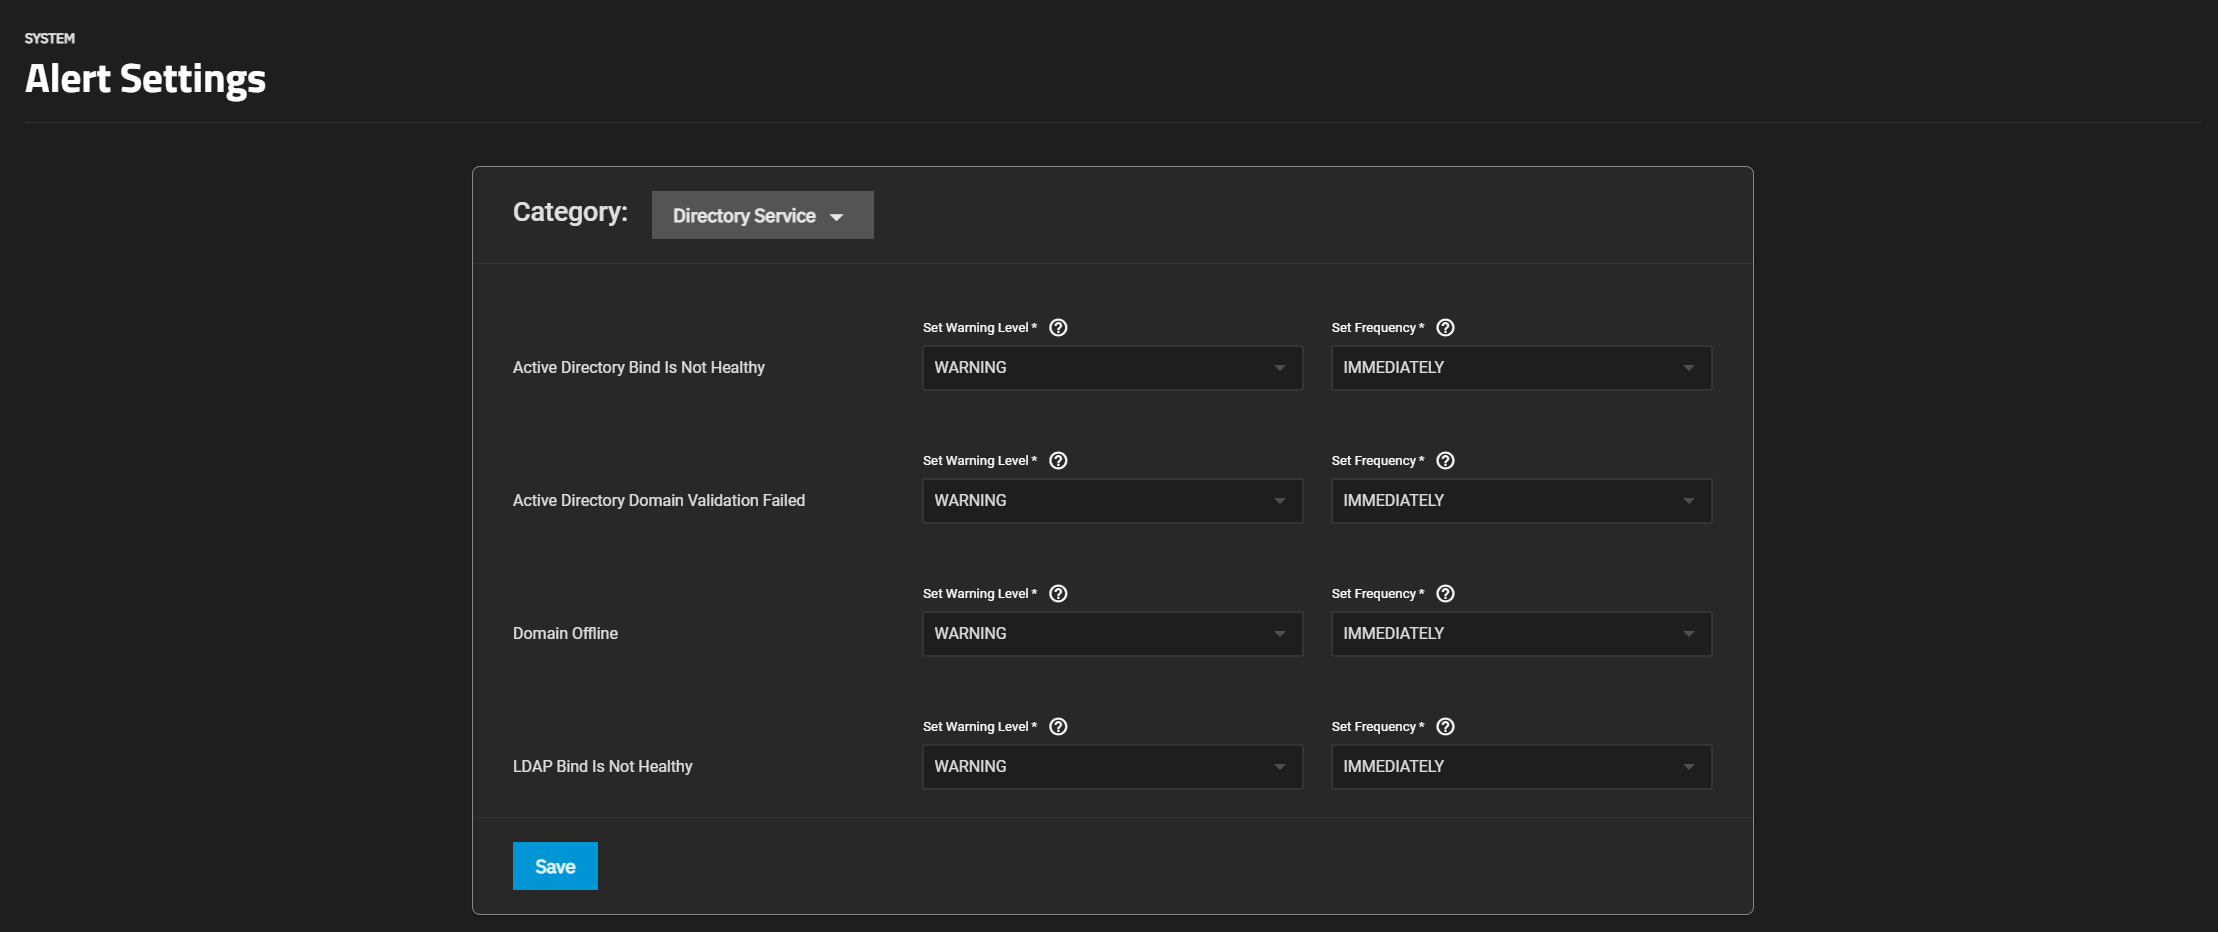 SYSTEM
Alert Settings
Category: Directory Service
Set Warning Level * Set Frequency *
Active Directory Bind Is Not Healthy WARNING IMMEDIATELY
Set Warning Level * Set Frequency *
Active Directory Domain Validation Failed WARNING IMMEDIATELY
Set Warning Level * Set Frequency *
Domain Offline WARNING IMMEDIATELY
Set Warning Level * Set Frequency *
LDAP Bind Is Not Healthy WARNING IMMEDIATELY
Save